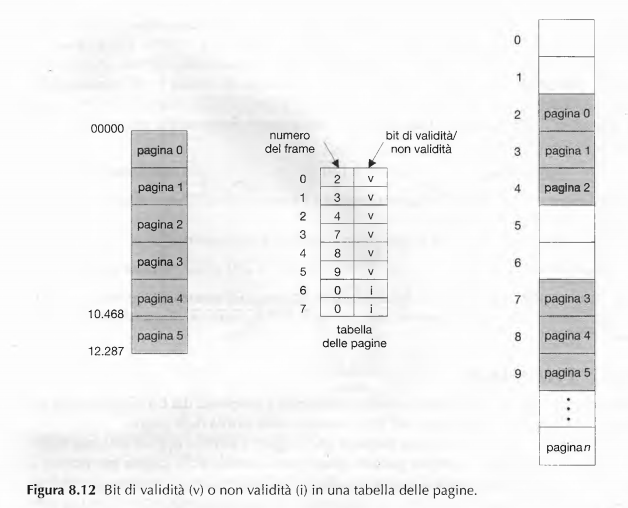 00000
pagina 0
pagina 1
pagina 2
pagina 3
pagina 4
10.468
pagina 5
12.287
numero
del frame
bit di validità/
non validità
0 2 v
1 3 v
2 4 v
3 7 v
4 8 v
5 9 v
6 0 i
7 0 i
tabella
delle pagine
0
1
2 pagina 0
3 pagina 1
4 pagina 2
5
6
7 pagina 3
8 pagina 4
9 pagina 5
pagina n
Figura 8.12 Bit di validità (v) o non validità (i) in una tabella delle pagine.